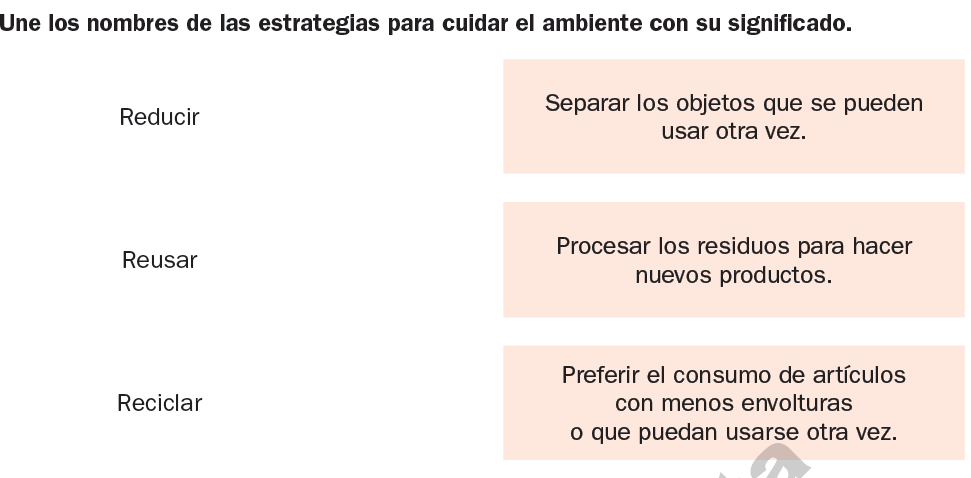 Une los nombres de las estrategias para cuidar el ambiente con su significado.
Reducir
Separar los objetos que se pueden
usar otra vez.
Reusar
Procesar los residuos para hacer
nuevos productos.
Reciclar
Preferir el consumo de artículos
con menos envolturas
o que puedan usarse otra vez.